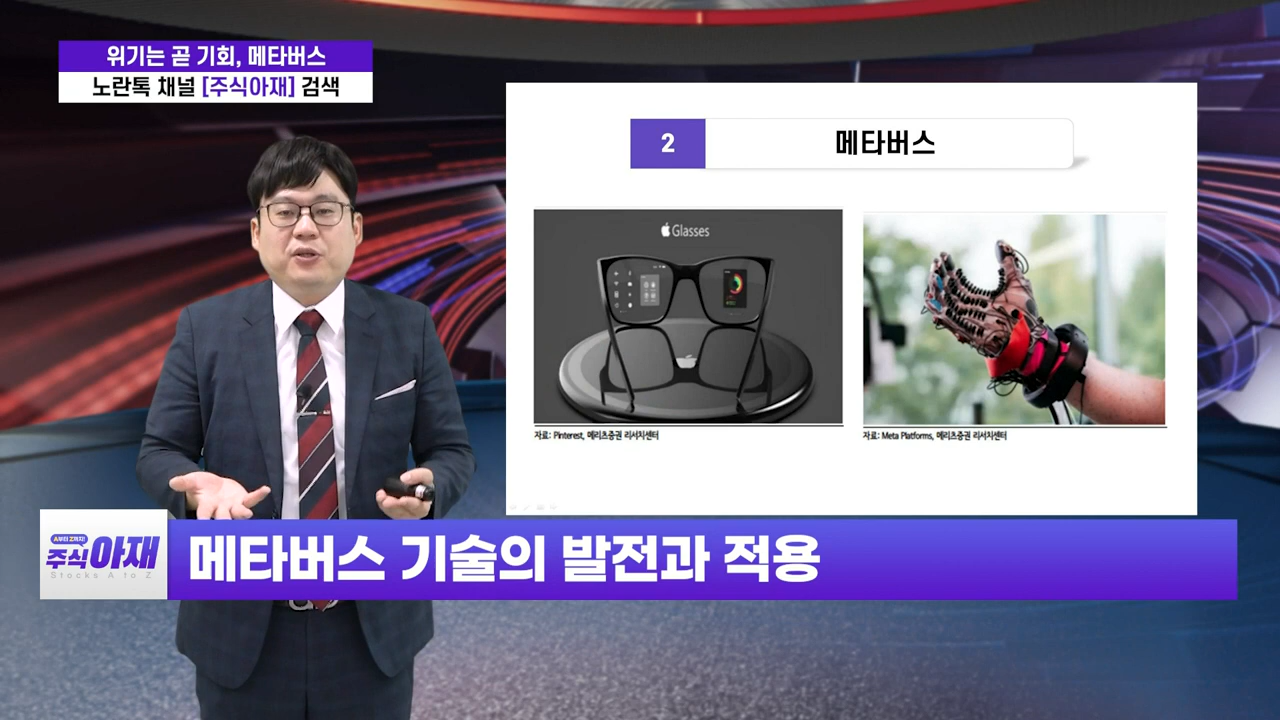 위기는 곧 기회, 메타버스
노란톡 채널 [주식아재] 검색
2
메타버스
Glasses
자료: Pinterest, 메리츠증권 리서치센터
자료: Meta Platforms, 메리츠증권 리서치센터
A부터 Z까지!
주식아재
Stocks A to Z
메타버스 기술의 발전과 적용